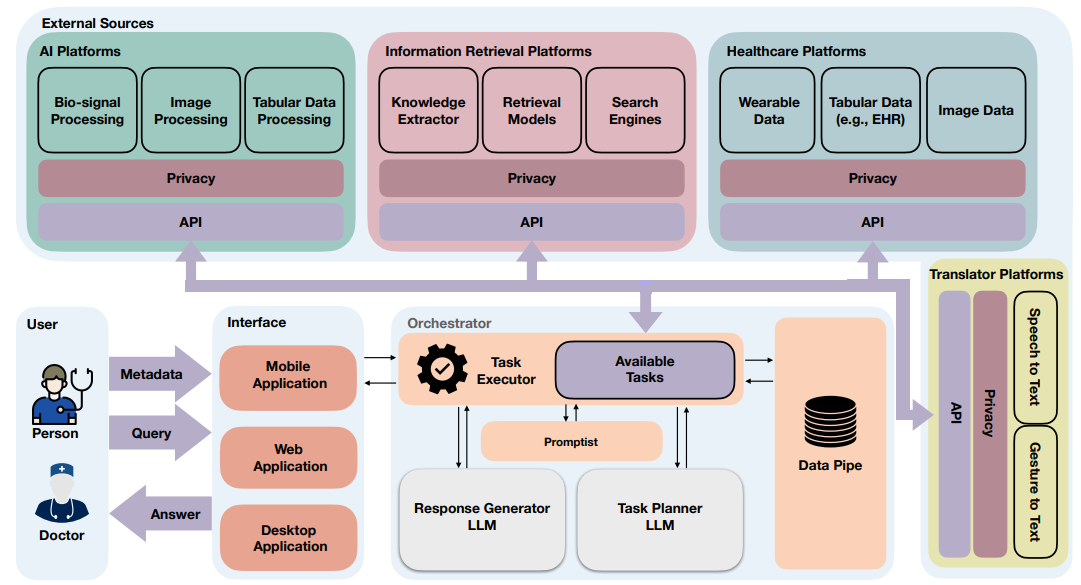 External Sources
AI Platforms
Bio-signal
Processing
Image
Processing
Tabular Data
Processing
Privacy
API
Information Retrieval Platforms
Knowledge
Extractor
Retrieval
Models
Search
Engines
Privacy
API
Healthcare Platforms
Wearable
Data
Tabular Data
(e.g., EHR)
Image Data
Privacy
API
Translator Platforms
API
Privacy
Speech to Text
Gesture to Text
User
Person
Doctor
Metadata
Query
Answer
Interface
Mobile
Application
Web
Application
Desktop
Application
Orchestrator
Task
Executor
Available
Tasks
Promptist
Response Generator
LLM
Task Planner
LLM
Data Pipe